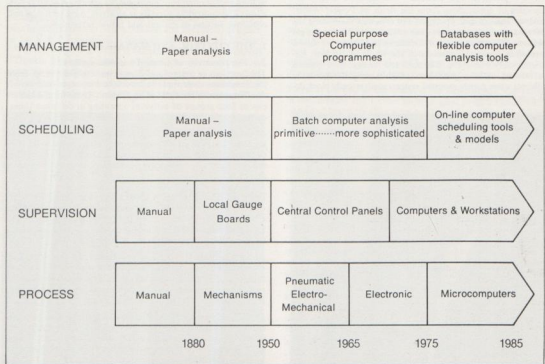 MANAGEMENT
Manual –
Paper analysis
Special purpose
Computer
programmes
Databases with
flexible computer
analysis tools
SCHEDULING
Manual –
Paper analysis
Batch computer analysis
primitive·······more sophisticated
On-line computer
scheduling tools
& models
SUPERVISION
Manual
Local Gauge
Boards
Central Control Panels
Computers & Workstations
PROCESS
Manual
Mechanisms
Pneumatic
Electro-
Mechanical
Electronic
Microcomputers
1880 1950 1965 1975 1985